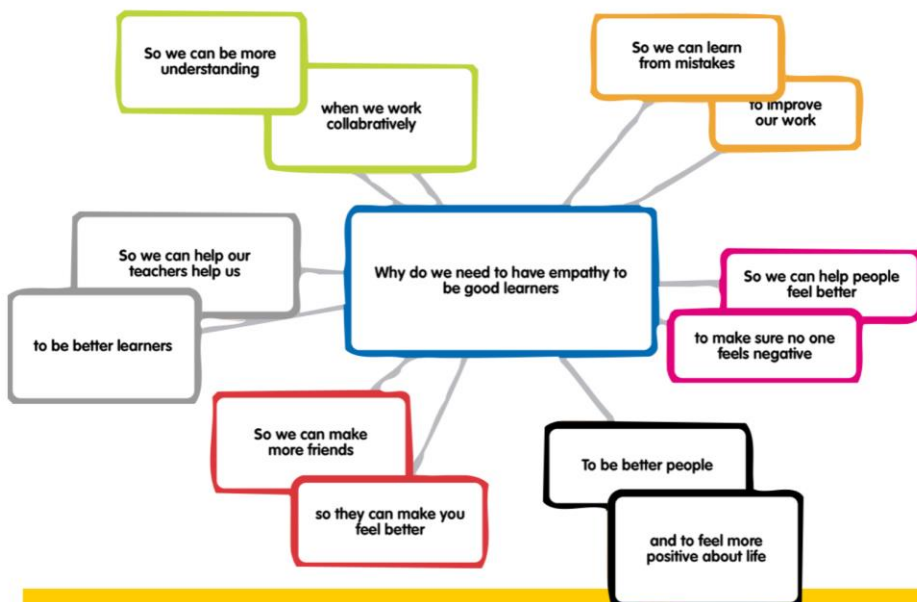 So we can be more
understanding
when we work
collabratively
So we can learn
from mistakes
to improve
our work
Why do we need to have empathy to
be good learners
So we can help our
teachers help us
to be better learners
So we can help people
feel better
to make sure no one
feels negative
So we can make
more friends
so they can make you
feel better
To be better people
and to feel more
positive about life